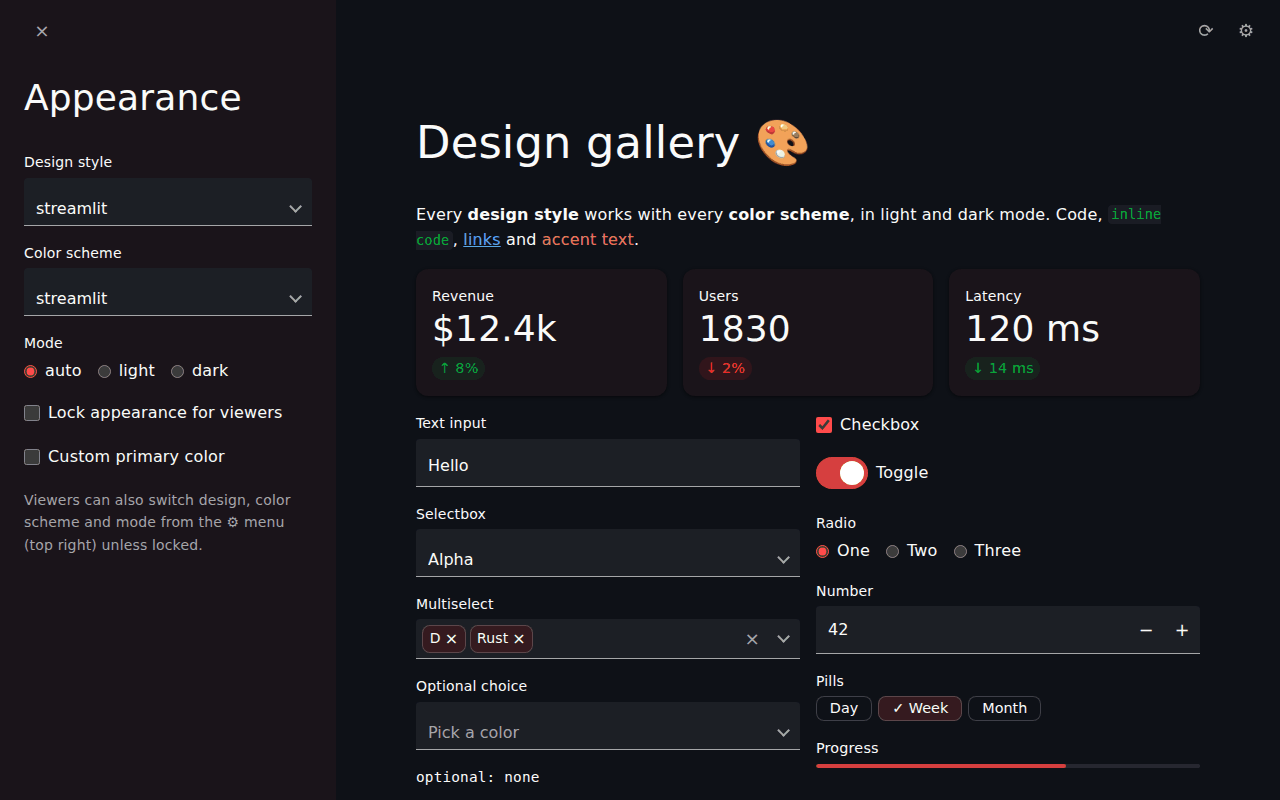 Appearance
Design style
streamlit
Color scheme
streamlit
Mode
auto light dark
Lock appearance for viewers
Custom primary color
Viewers can also switch design, color
scheme and mode from the ⚙ menu
(top right) unless locked.
Design gallery 🎨
Every design style works with every color scheme, in light and dark mode. Code, inline
code, links and accent text.
Revenue
$12.4k
↑ 8%
Users
1830
↓ 2%
Latency
120 ms
↓ 14 ms
Text input
Hello
Selectbox
Alpha
Multiselect
D × Rust ×
Optional choice
Pick a color
optional: none
Checkbox
Toggle
Radio
One Two Three
Number
42
Pills
Day ✓ Week Month
Progress